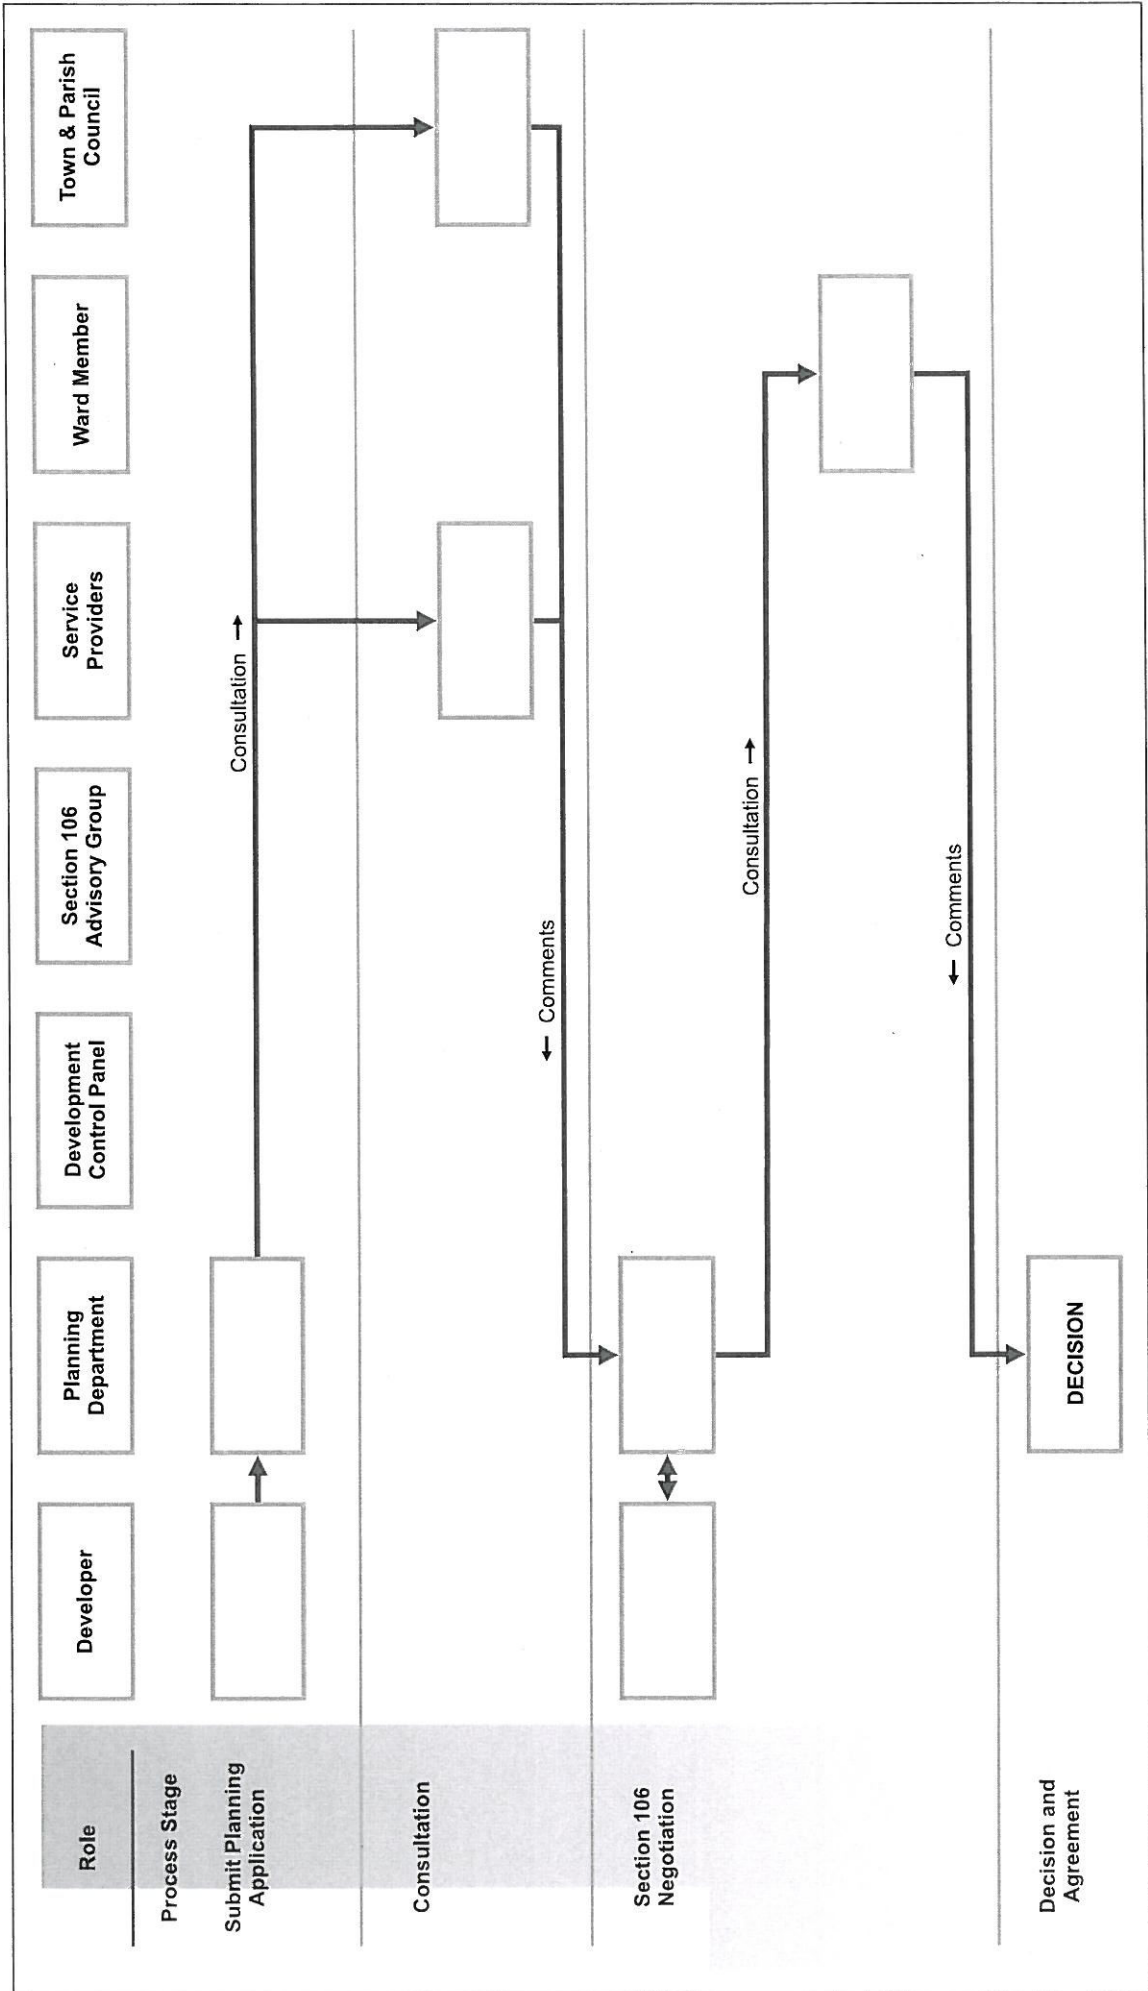 Role
Developer
Planning
Department
Development
Control Panel
Section 106
Advisory Group
Service
Providers
Ward Member
Town & Parish
Council
Process Stage
Submit Planning
Application
Consultation →
Consultation
← Comments
Section 106
Negotiation
Consultation →
← Comments
Decision and
Agreement
DECISION